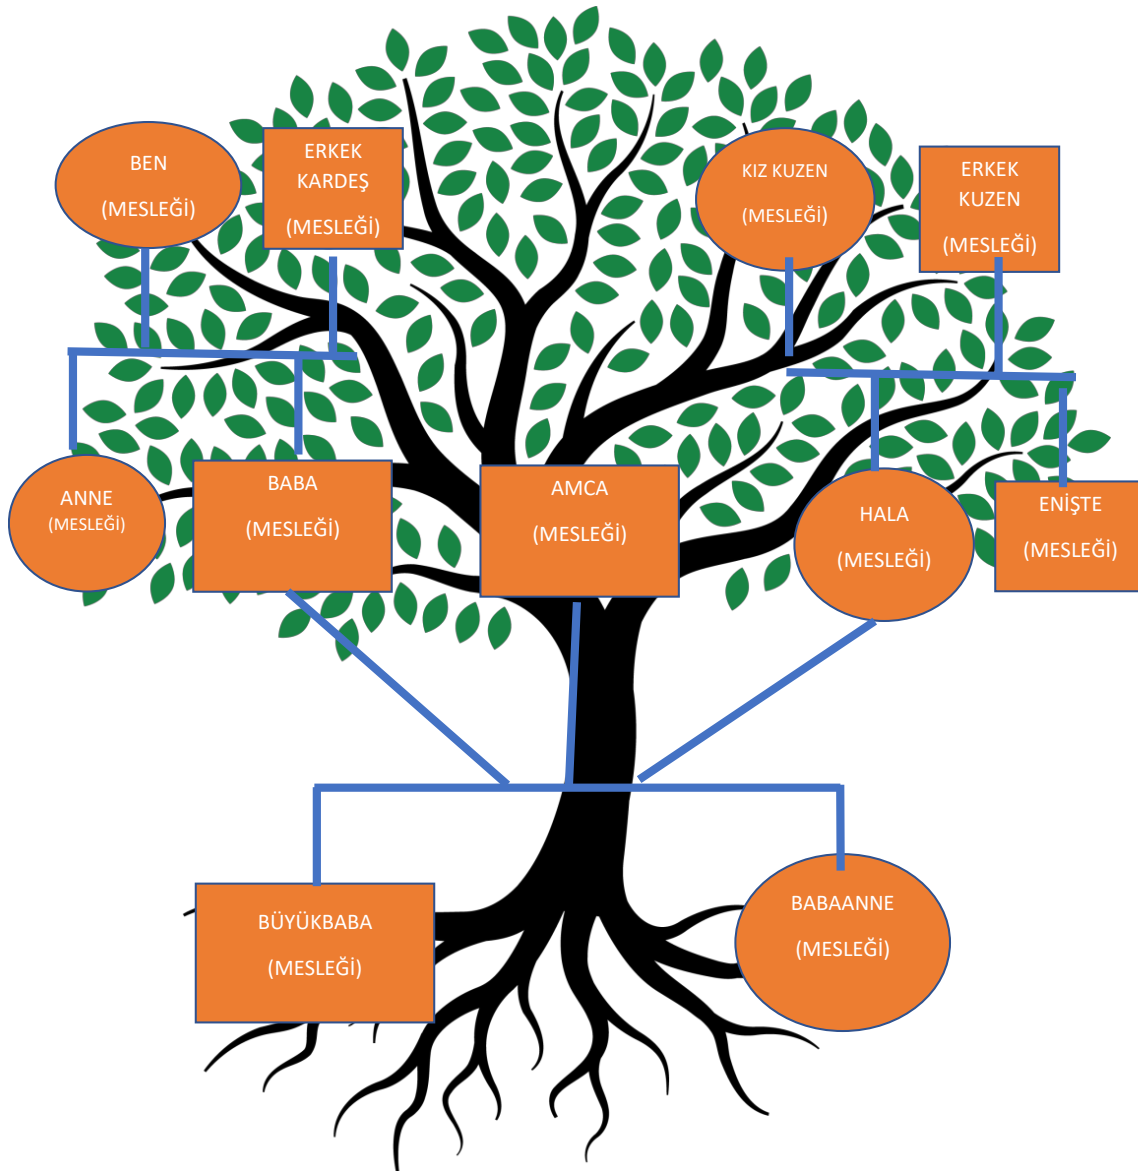 BEN
(MESLEĞİ)
ERKEK
KARDEŞ
(MESLEĞİ)
KIZ KUZEN
(MESLEĞİ)
ERKEK
KUZEN
(MESLEĞİ)
ANNE
(MESLEĞİ)
BABA
(MESLEĞİ)
AMCA
(MESLEĞİ)
HALA
(MESLEĞİ)
ENİŞTE
(MESLEĞİ)
BÜYÜKBABA
(MESLEĞİ)
BABAANNE
(MESLEĞİ)